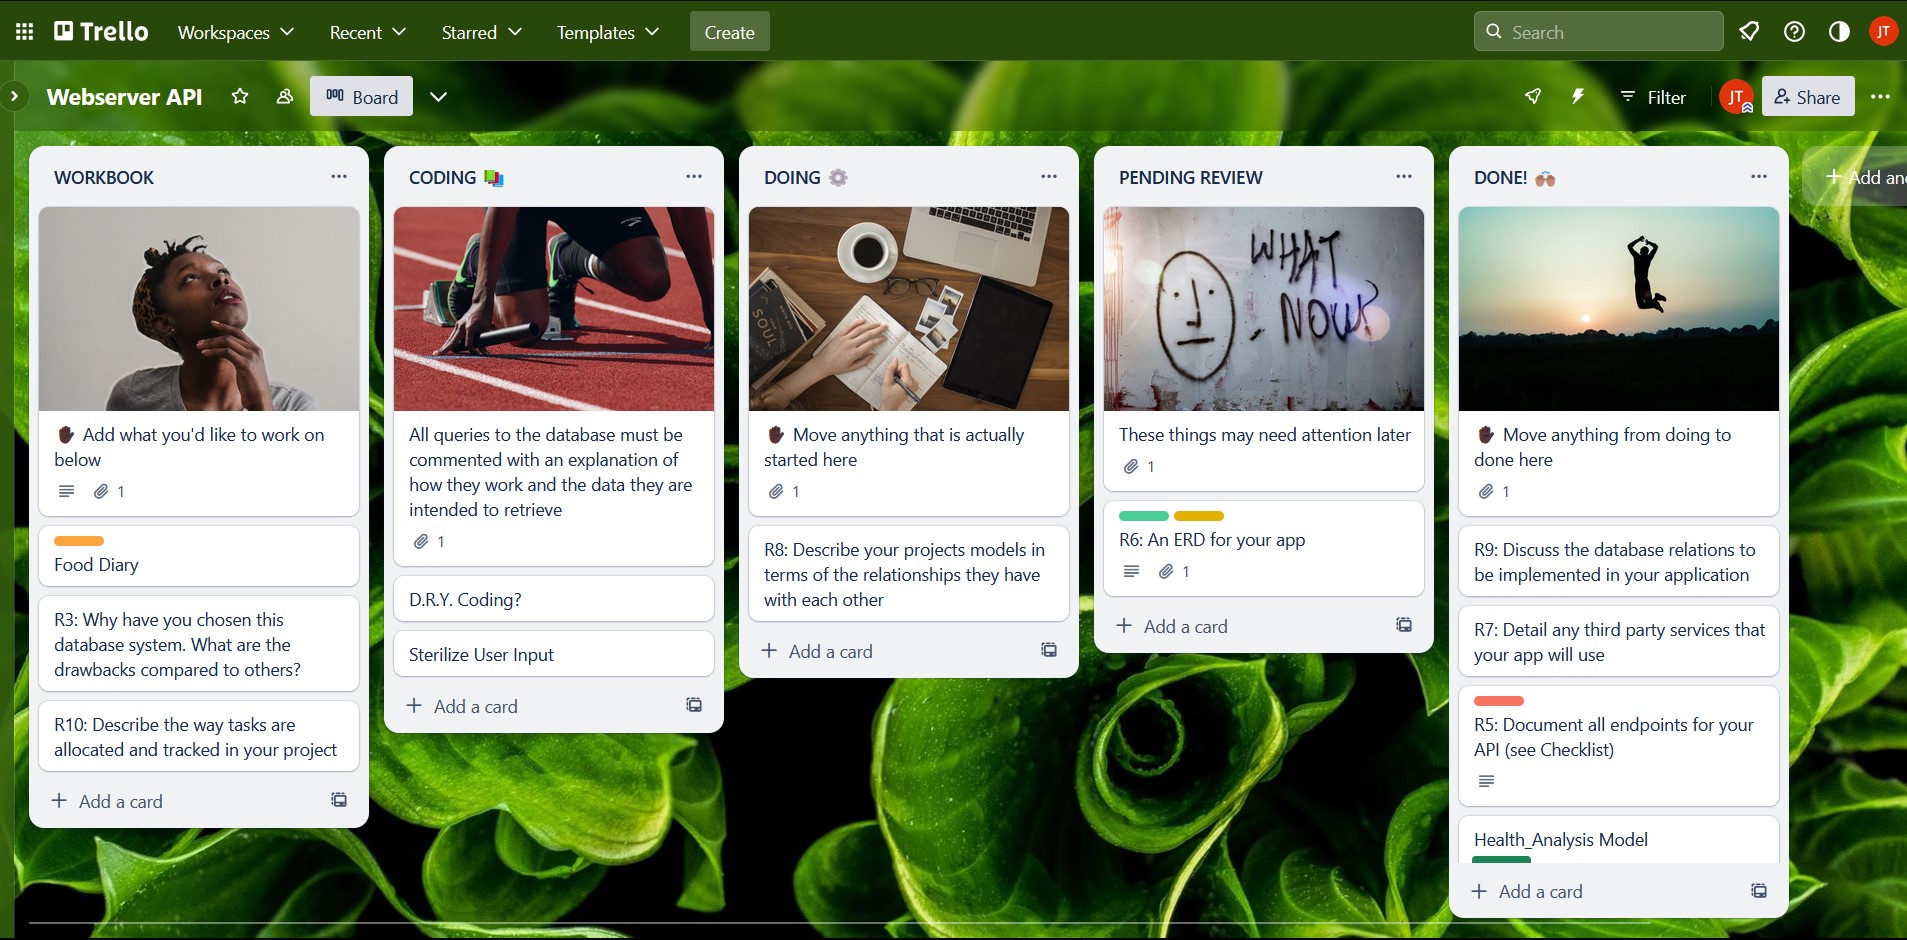 Trello
Workspaces
Recent
Starred
Templates
Create
Search
JT
Webserver API
Board
Filter
JT
Share
WORKBOOK
Add what you'd like to work on
below
1
Food Diary
R3: Why have you chosen this
database system. What are the
drawbacks compared to others?
R10: Describe the way tasks are
allocated and tracked in your project
Add a card
CODING
All queries to the database must be
commented with an explanation of
how they work and the data they are
intended to retrieve
1
D.R.Y. Coding?
Sterilize User Input
Add a card
DOING
SOUL
Move anything that is actually
started here
1
R8: Describe your projects models in
terms of the relationships they have
with each other
Add a card
PENDING REVIEW
WHAT
NOW?
These things may need attention later
1
R6: An ERD for your app
1
Add a card
DONE!
Move anything from doing to
done here
1
R9: Discuss the database relations to
be implemented in your application
R7: Detail any third party services that
your app will use
R5: Document all endpoints for your
API (see Checklist)
Health_Analysis Model
Add a card
Add an